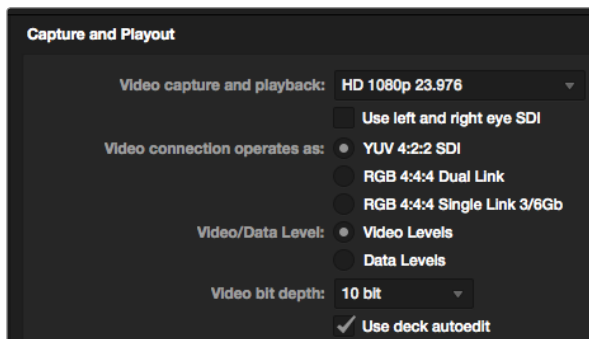 Capture and Playout
Video capture and playback: HD 1080p 23.976
Use left and right eye SDI
Video connection operates as: YUV 4:2:2 SDI
RGB 4:4:4 Dual Link
RGB 4:4:4 Single Link 3/6Gb
Video/Data Level: Video Levels
Data Levels
Video bit depth: 10 bit
Use deck autoedit